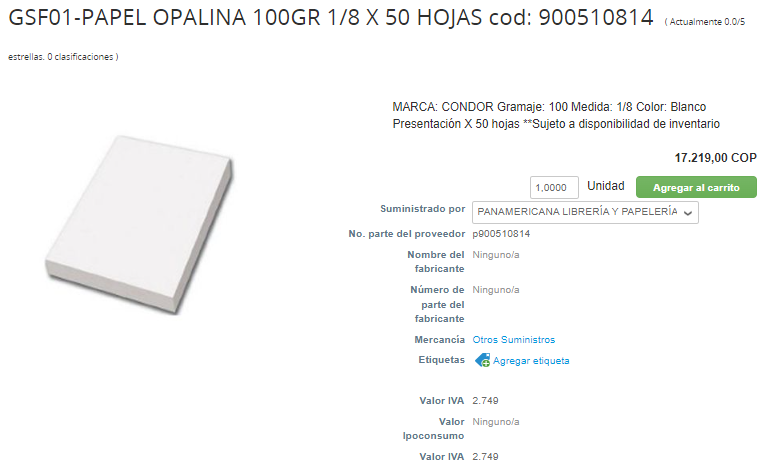 GSF01-PAPEL OPALINA 100GR 1/8 X 50 HOJAS cod: 900510814 ( Actualmente 0.0/5
estrellas. 0 clasificaciones )
MARCA: CONDOR Gramaje: 100 Medida: 1/8 Color: Blanco
Presentación X 50 hojas **Sujeto a disponibilidad de inventario
17.219,00 COP
1,0000 Unidad Agregar al carrito
Suministrado por PANAMERICANA LIBRERÍA Y PAPELERÍA
No. parte del proveedor p900510814
Nombre del Ninguno/a
fabricante
Número de Ninguno/a
parte del
fabricante
Mercancía Otros Suministros
Etiquetas Agregar etiqueta
Valor IVA 2.749
Valor Ninguno/a
Ipoconsumo
Valor IVA 2.749